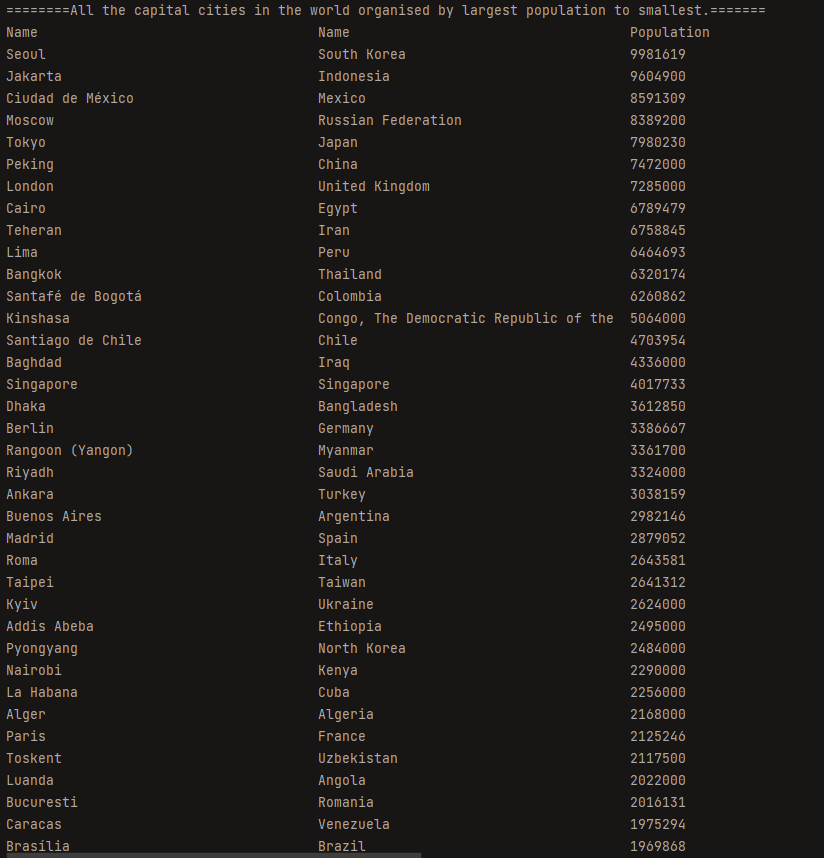 ========All the capital cities in the world organised by largest population to smallest.=======
Name Name Population
Seoul South Korea 9981619
Jakarta Indonesia 9604900
Ciudad de México Mexico 8591309
Moscow Russian Federation 8389200
Tokyo Japan 7980230
Peking China 7472000
London United Kingdom 7285000
Cairo Egypt 6789479
Teheran Iran 6758845
Lima Peru 6464693
Bangkok Thailand 6320174
Santafé de Bogotá Colombia 6260862
Kinshasa Congo, The Democratic Republic of the 5064000
Santiago de Chile Chile 4703954
Baghdad Iraq 4336000
Singapore Singapore 4017733
Dhaka Bangladesh 3612850
Berlin Germany 3386667
Rangoon (Yangon) Myanmar 3361700
Riyadh Saudi Arabia 3324000
Ankara Turkey 3038159
Buenos Aires Argentina 2982146
Madrid Spain 2879052
Roma Italy 2643581
Taipei Taiwan 2641312
Kyiv Ukraine 2624000
Addis Abeba Ethiopia 2495000
Pyongyang North Korea 2484000
Nairobi Kenya 2290000
La Habana Cuba 2256000
Alger Algeria 2168000
Paris France 2125246
Toskent Uzbekistan 2117500
Luanda Angola 2022000
Bucuresti Romania 2016131
Caracas Venezuela 1975294
Brasília Brazil 1969868